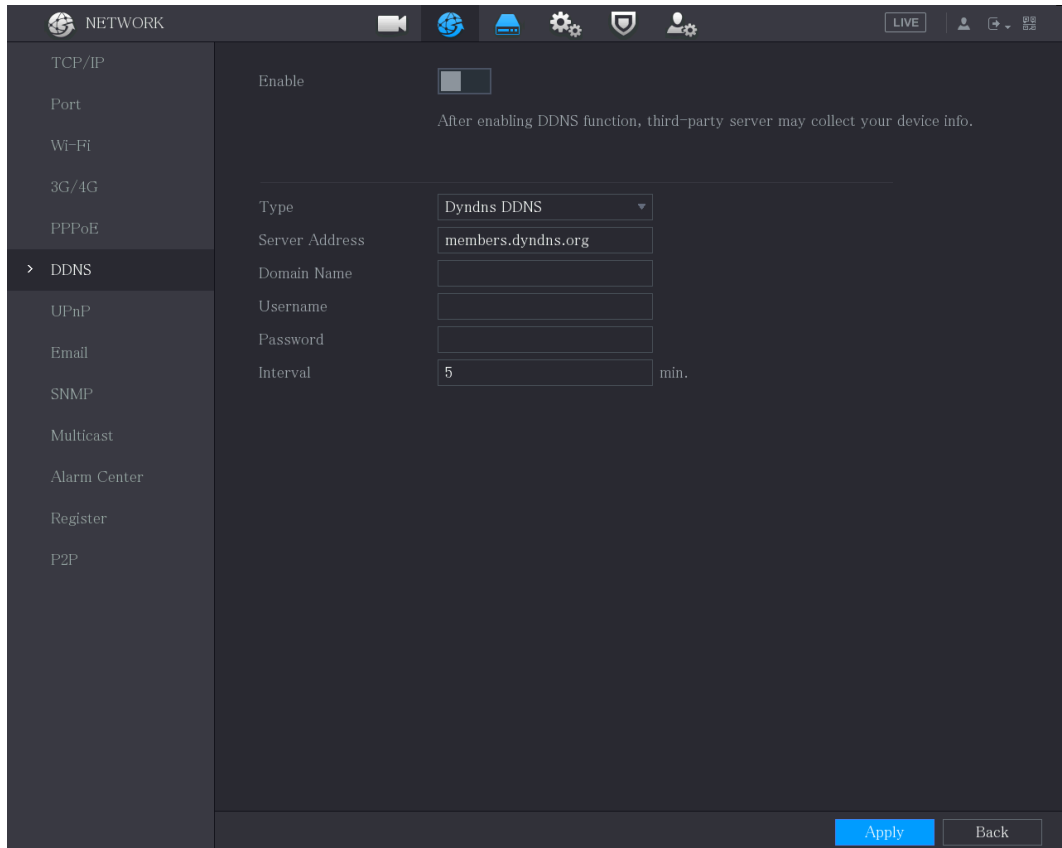 NETWORK
LIVE
TCP/IP
Port
Wi-Fi
3G/4G
PPPoE
DDNS
UPnP
Email
SNMP
Multicast
Alarm Center
Register
P2P
Enable
After enabling DDNS function, third-party server may collect your device info.
Type Dyndns DDNS
Server Address members.dyndns.org
Domain Name
Username
Password
Interval 5 min.
Apply Back